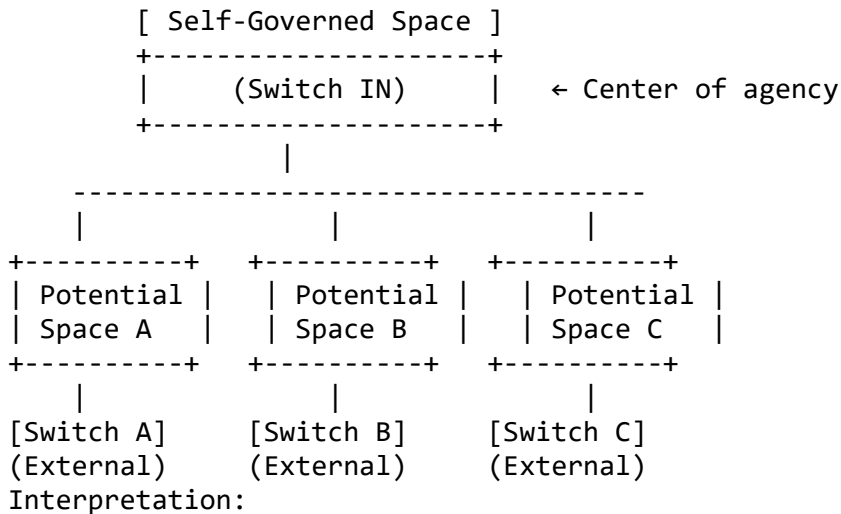 [ Self-Governed Space ]
+---------------------+
|     (Switch IN)     |   ← Center of agency
+---------------------+
|
------------------------------------
|               |               |
+----------+   +----------+   +----------+
| Potential |   | Potential |   | Potential |
| Space A   |   | Space B   |   | Space C   |
+----------+   +----------+   +----------+
|               |               |
[Switch A]     [Switch B]     [Switch C]
(External)     (External)     (External)
Interpretation: